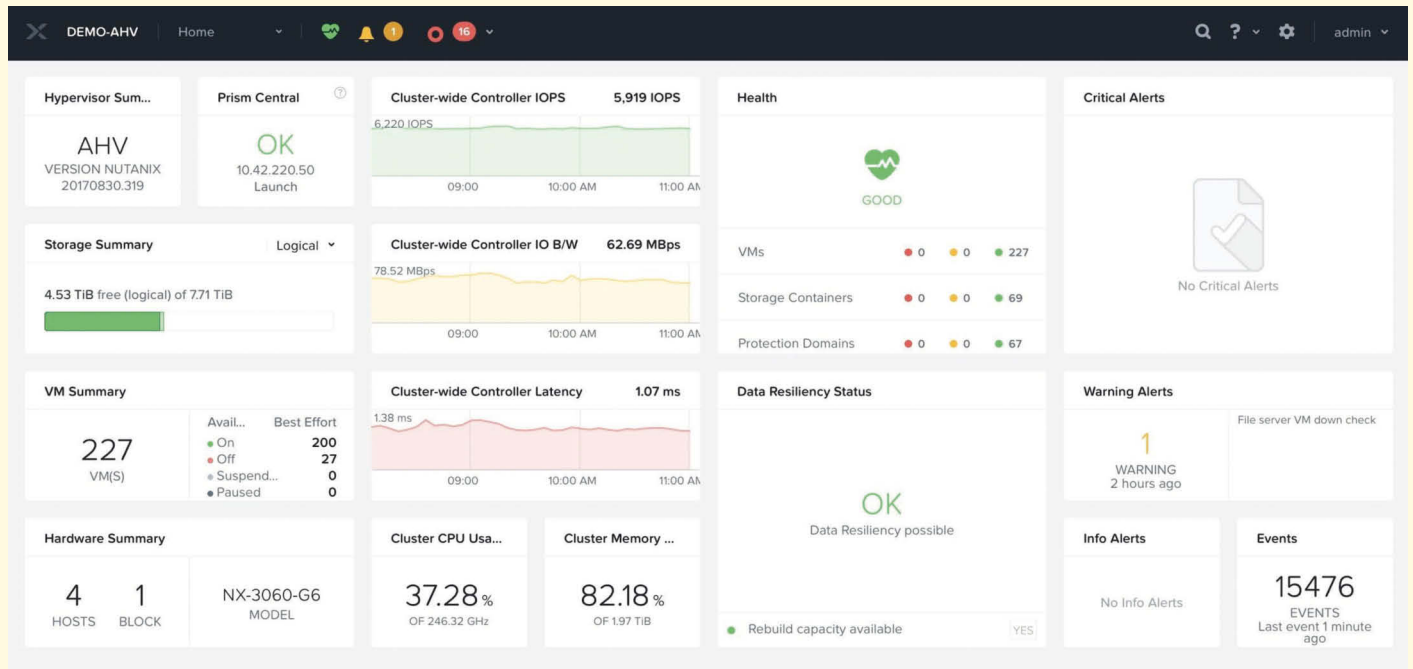 DEMO-AHV
Home
1
16
?
admin
Hypervisor Sum...
AHV
VERSION NUTANIX
20170830.319
Prism Central
?
OK
10.42.220.50
Launch
Cluster-wide Controller IOPS 5,919 IOPS
6,220 IOPS
09:00 10:00 AM 11:00 AM
Health
GOOD
VMs 0 0 227
Storage Containers 0 0 69
Protection Domains 0 0 67
Critical Alerts
No Critical Alerts
Storage Summary Logical
4.53 TiB free (logical) of 7.71 TiB
Cluster-wide Controller IO B/W 62.69 MBps
78.52 MBps
09:00 10:00 AM 11:00 AM
VM Summary
227
VM(S)
Avail... Best Effort
On 200
Off 27
Suspend... 0
Paused 0
Cluster-wide Controller Latency 1.07 ms
1.38 ms
09:00 10:00 AM 11:00 AM
Data Resiliency Status
OK
Data Resiliency possible
Rebuild capacity available YES
Warning Alerts
1
WARNING
2 hours ago
File server VM down check
Hardware Summary
4 1
HOSTS BLOCK
NX-3060-G6
MODEL
Cluster CPU Usa...
37.28 %
OF 246.32 GHz
Cluster Memory ...
82.18 %
OF 1.97 TiB
Info Alerts
No Info Alerts
Events
15476
EVENTS
Last event 1 minute
ago